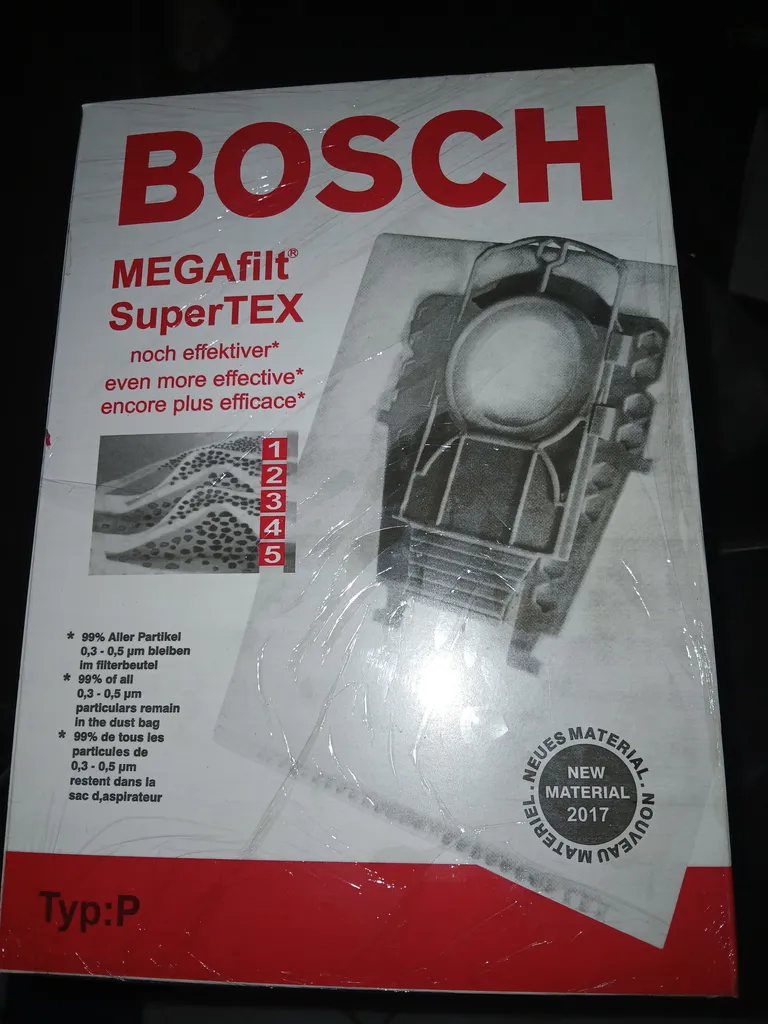 BOSCH
MEGAfilt®
SuperTEX
noch effektiver*
even more effective*
encore plus efficace*
1
2
3
4
5
* 99% Aller Partikel
0,3 - 0,5 µm bleiben
im filterbeutel
* 99% of all
0,3 - 0,5 µm
particulars remain
in the dust bag
* 99% de tous les
particules de
0,3 - 0,5 µm
restent dans la
sac d,aspirateur
NEUES MATERIAL . NOUVEAU MATERIEL .
NEW
MATERIAL
2017
Typ:P